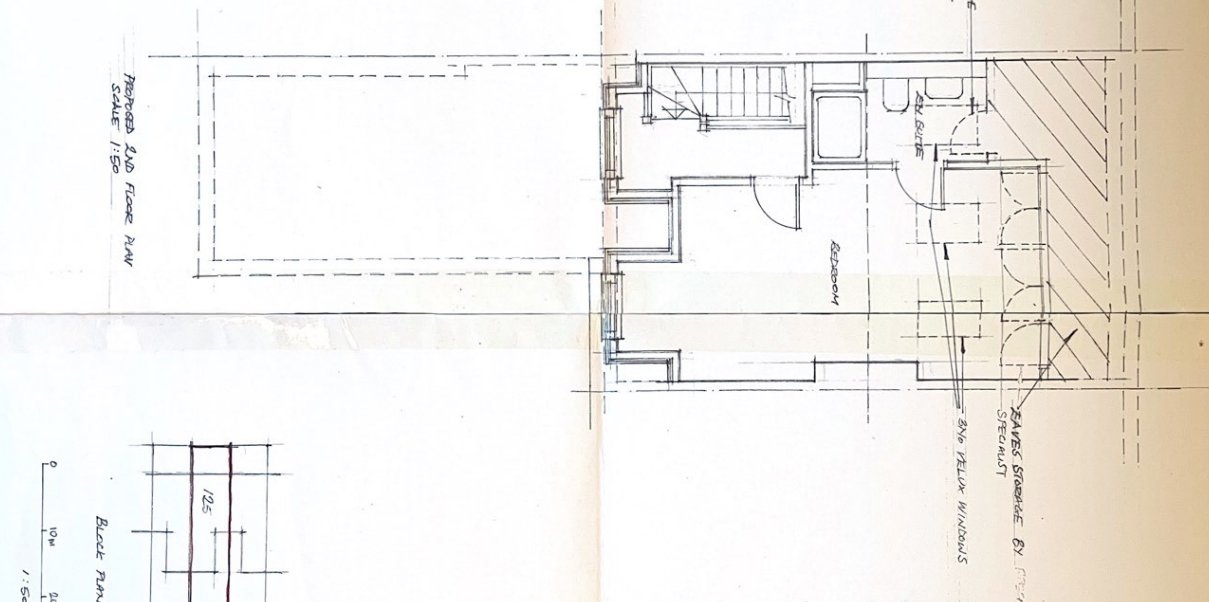 PROPOSED 2ND FLOOR PLAN
SCALE 1:50
EN SUITE
BEDROOM
3No VELUX WINDOWS
EAVES STORAGE BY
SPECIALIST
125
BLOCK PLAN
0
10m